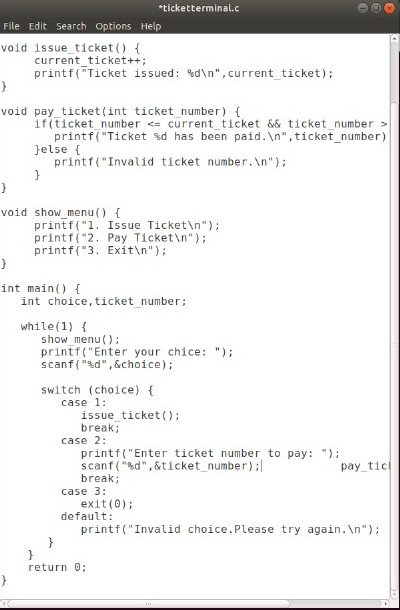 *ticketterminal.c
File Edit Search Options Help
void issue_ticket() {
current_ticket++;
printf("Ticket issued: %d\n",current_ticket);
}
void pay_ticket(int ticket_number) {
if(ticket_number <= current_ticket && ticket_number >
printf("Ticket %d has been paid.\n",ticket_number)
}else {
printf("Invalid ticket number.\n");
}
}
void show_menu() {
printf("1. Issue Ticket\n");
printf("2. Pay Ticket\n");
printf("3. Exit\n");
}
int main() {
int choice,ticket_number;
while(1) {
show_menu();
printf("Enter your chice: ");
scanf("%d",&choice);
switch (choice) {
case 1:
issue_ticket();
break;
case 2:
printf("Enter ticket number to pay: ");
scanf("%d",&ticket_number); pay_tick
break;
case 3:
exit(0);
default:
printf("Invalid choice.Please try again.\n");
}
}
return 0;
}